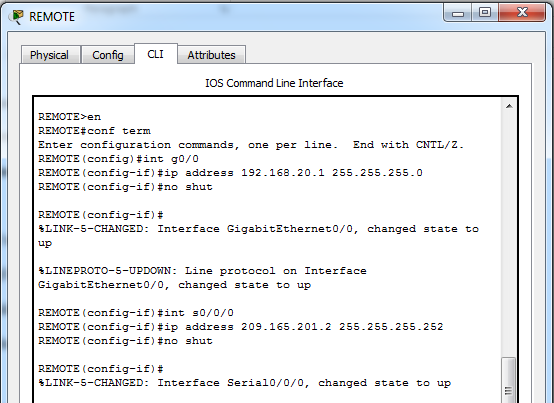 REMOTE
Physical Config CLI Attributes
IOS Command Line Interface
REMOTE>en
REMOTE#conf term
Enter configuration commands, one per line.  End with CNTL/Z.
REMOTE(config)#int g0/0
REMOTE(config-if)#ip address 192.168.20.1 255.255.255.0
REMOTE(config-if)#no shut
REMOTE(config-if)#
%LINK-5-CHANGED: Interface GigabitEthernet0/0, changed state to
up
%LINEPROTO-5-UPDOWN: Line protocol on Interface
GigabitEthernet0/0, changed state to up
REMOTE(config-if)#int s0/0/0
REMOTE(config-if)#ip address 209.165.201.2 255.255.255.252
REMOTE(config-if)#no shut
REMOTE(config-if)#
%LINK-5-CHANGED: Interface Serial0/0/0, changed state to up